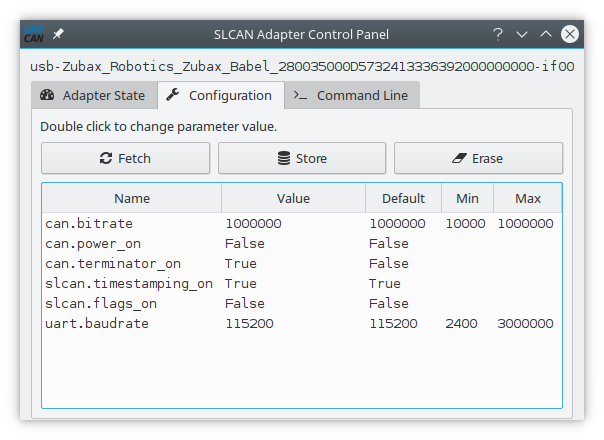 CAN SLCAN Adapter Control Panel ?
usb-Zubax_Robotics_Zubax_Babel_280035000D5732413336392000000000-if00
Adapter State Configuration >_ Command Line
Double click to change parameter value.
Fetch Store Erase
Name Value Default Min Max
can.bitrate 1000000 1000000 10000 1000000
can.power_on False False
can.terminator_on True False
slcan.timestamping_on True True
slcan.flags_on False False
uart.baudrate 115200 115200 2400 3000000